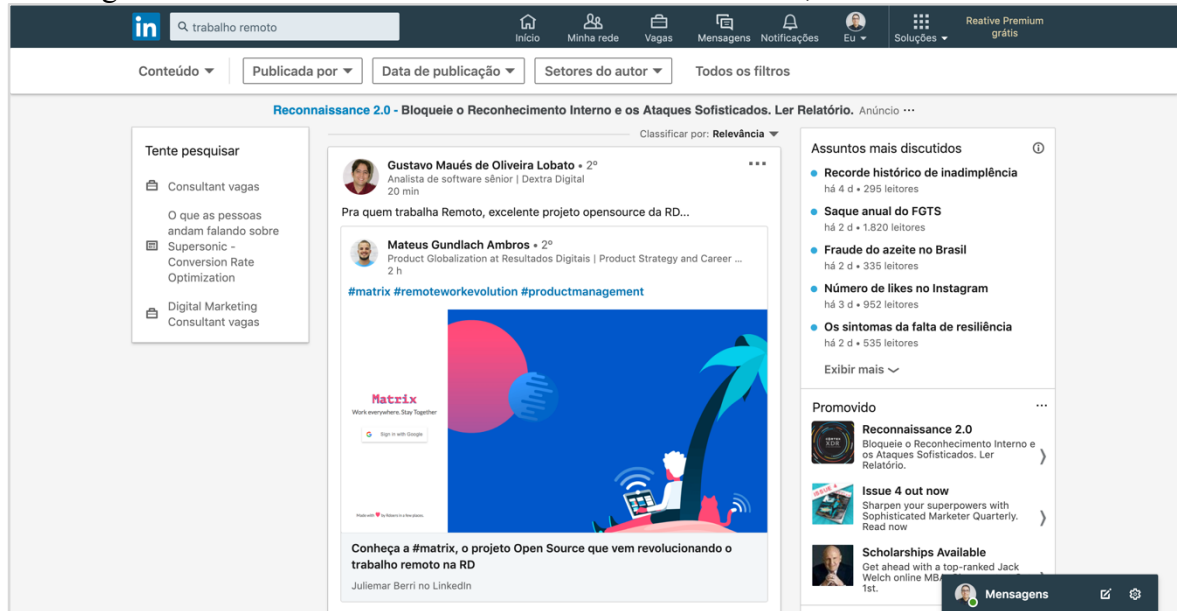 in
trabalho remoto
Início
Minha rede
Vagas
Mensagens
Notificações
Eu
Soluções
Reative Premium
grátis
Conteúdo
Publicada por
Data de publicação
Setores do autor
Todos os filtros
Reconnaissance 2.0 - Bloqueie o Reconhecimento Interno e os Ataques Sofisticados. Ler Relatório. Anúncio ···
Tente pesquisar
Consultant vagas
O que as pessoas
andam falando sobre
Supersonic -
Conversion Rate
Optimization
Digital Marketing
Consultant vagas
Classificar por: Relevância
Gustavo Maués de Oliveira Lobato • 2º
Analista de software sênior | Dextra Digital
20 min
Pra quem trabalha Remoto, excelente projeto opensource da RD...
Mateus Gundlach Ambros • 2º
Product Globalization at Resultados Digitais | Product Strategy and Career ...
2 h
#matrix #remoteworkevolution #productmanagement
Matrix
Work everywhere. Stay Together
Sign in with Google
Conheça a #matrix, o projeto Open Source que vem revolucionando o
trabalho remoto na RD
Juliemar Berri no LinkedIn
Assuntos mais discutidos
Recorde histórico de inadimplência
há 4 d • 295 leitores
Saque anual do FGTS
há 2 d • 1.820 leitores
Fraude do azeite no Brasil
há 2 d • 335 leitores
Número de likes no Instagram
há 3 d • 952 leitores
Os sintomas da falta de resiliência
há 2 d • 535 leitores
Exibir mais
Promovido
Reconnaissance 2.0
Bloqueie o Reconhecimento Interno e
os Ataques Sofisticados. Ler
Relatório.
Issue 4 out now
Sharpen your superpowers with
Sophisticated Marketer Quarterly.
Read now
Scholarships Available
Get ahead with a top-ranked Jack
Welch online MBA
1st.
Mensagens